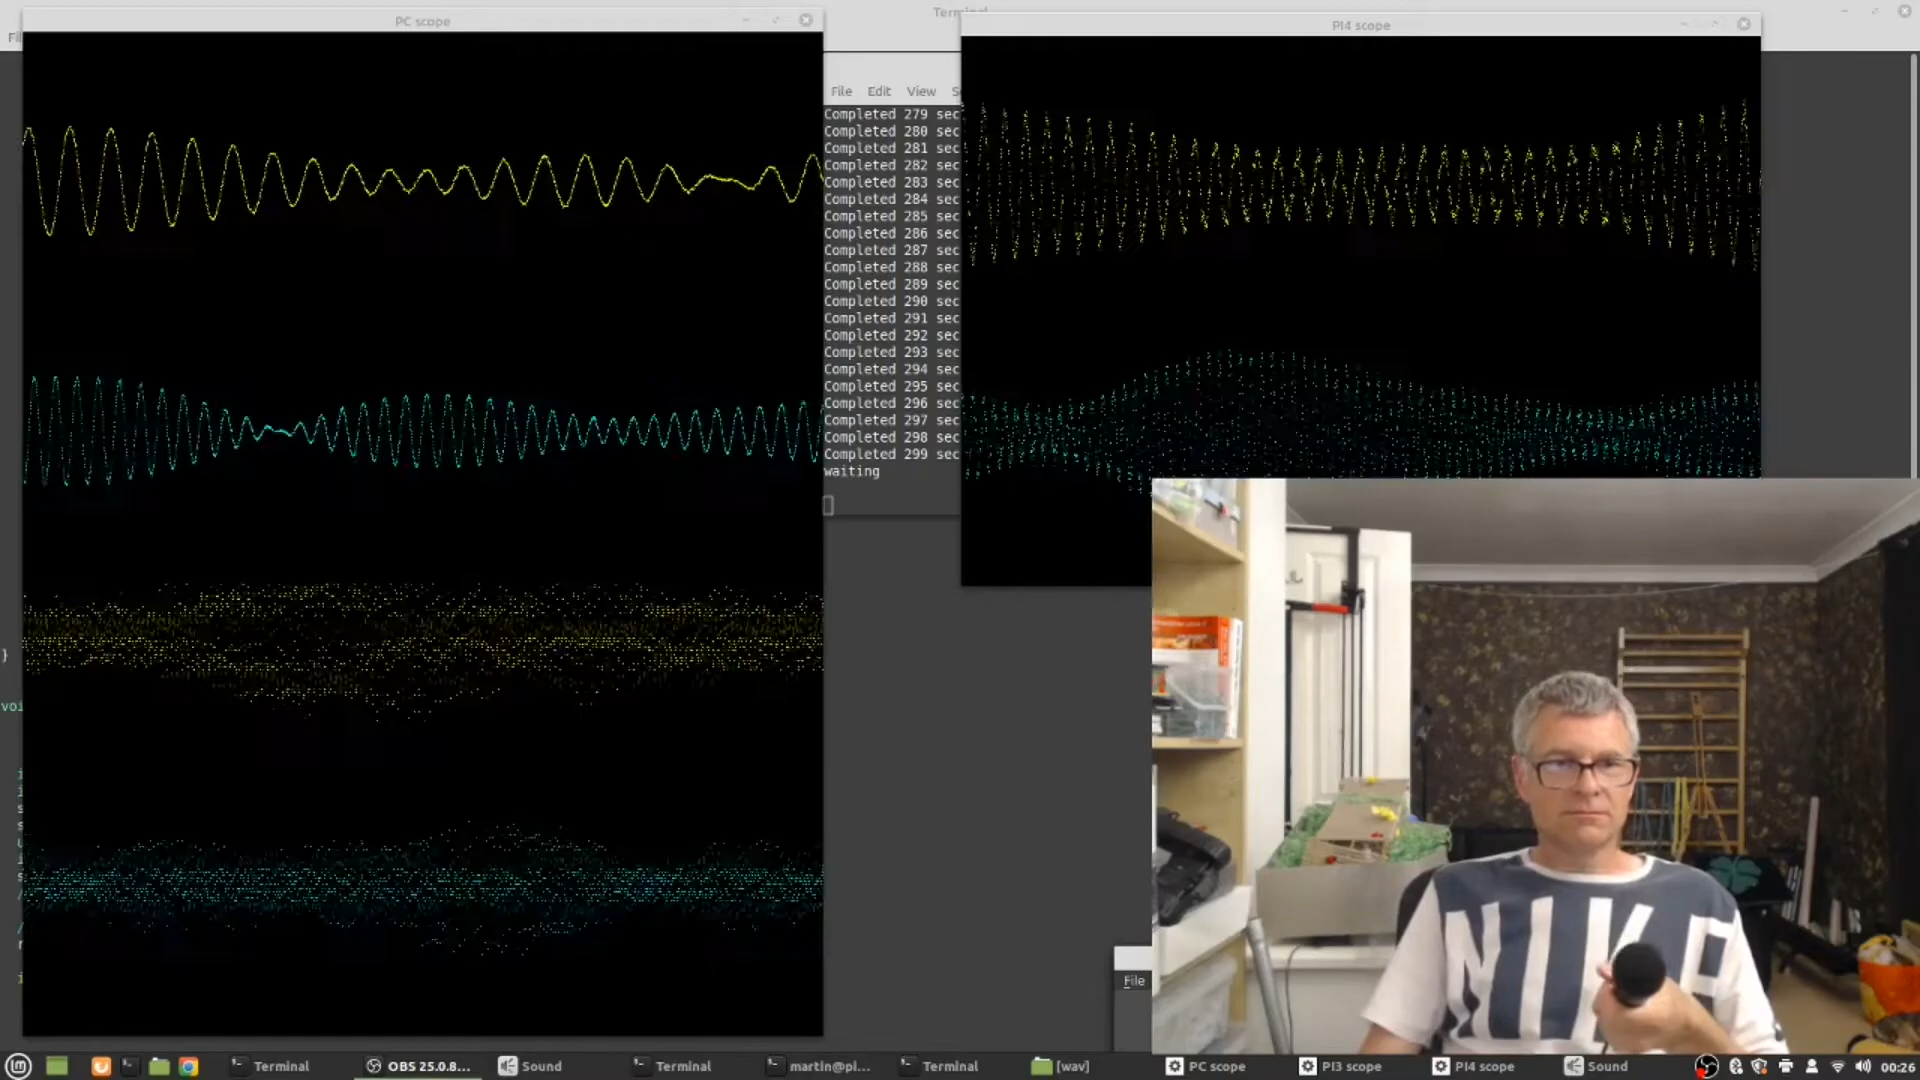 PC scope
Terminal
PI4 scope
File Edit View
Completed 279 sec
Completed 280 sec
Completed 281 sec
Completed 282 sec
Completed 283 sec
Completed 284 sec
Completed 285 sec
Completed 286 sec
Completed 287 sec
Completed 288 sec
Completed 289 sec
Completed 290 sec
Completed 291 sec
Completed 292 sec
Completed 293 sec
Completed 294 sec
Completed 295 sec
Completed 296 sec
Completed 297 sec
Completed 298 sec
Completed 299 sec
waiting
}
voi
File
Terminal
OBS 25.0.8...
Sound
Terminal
martin@pl...
Terminal
[wav]
PC scope
PI3 scope
PI4 scope
Sound
00:26